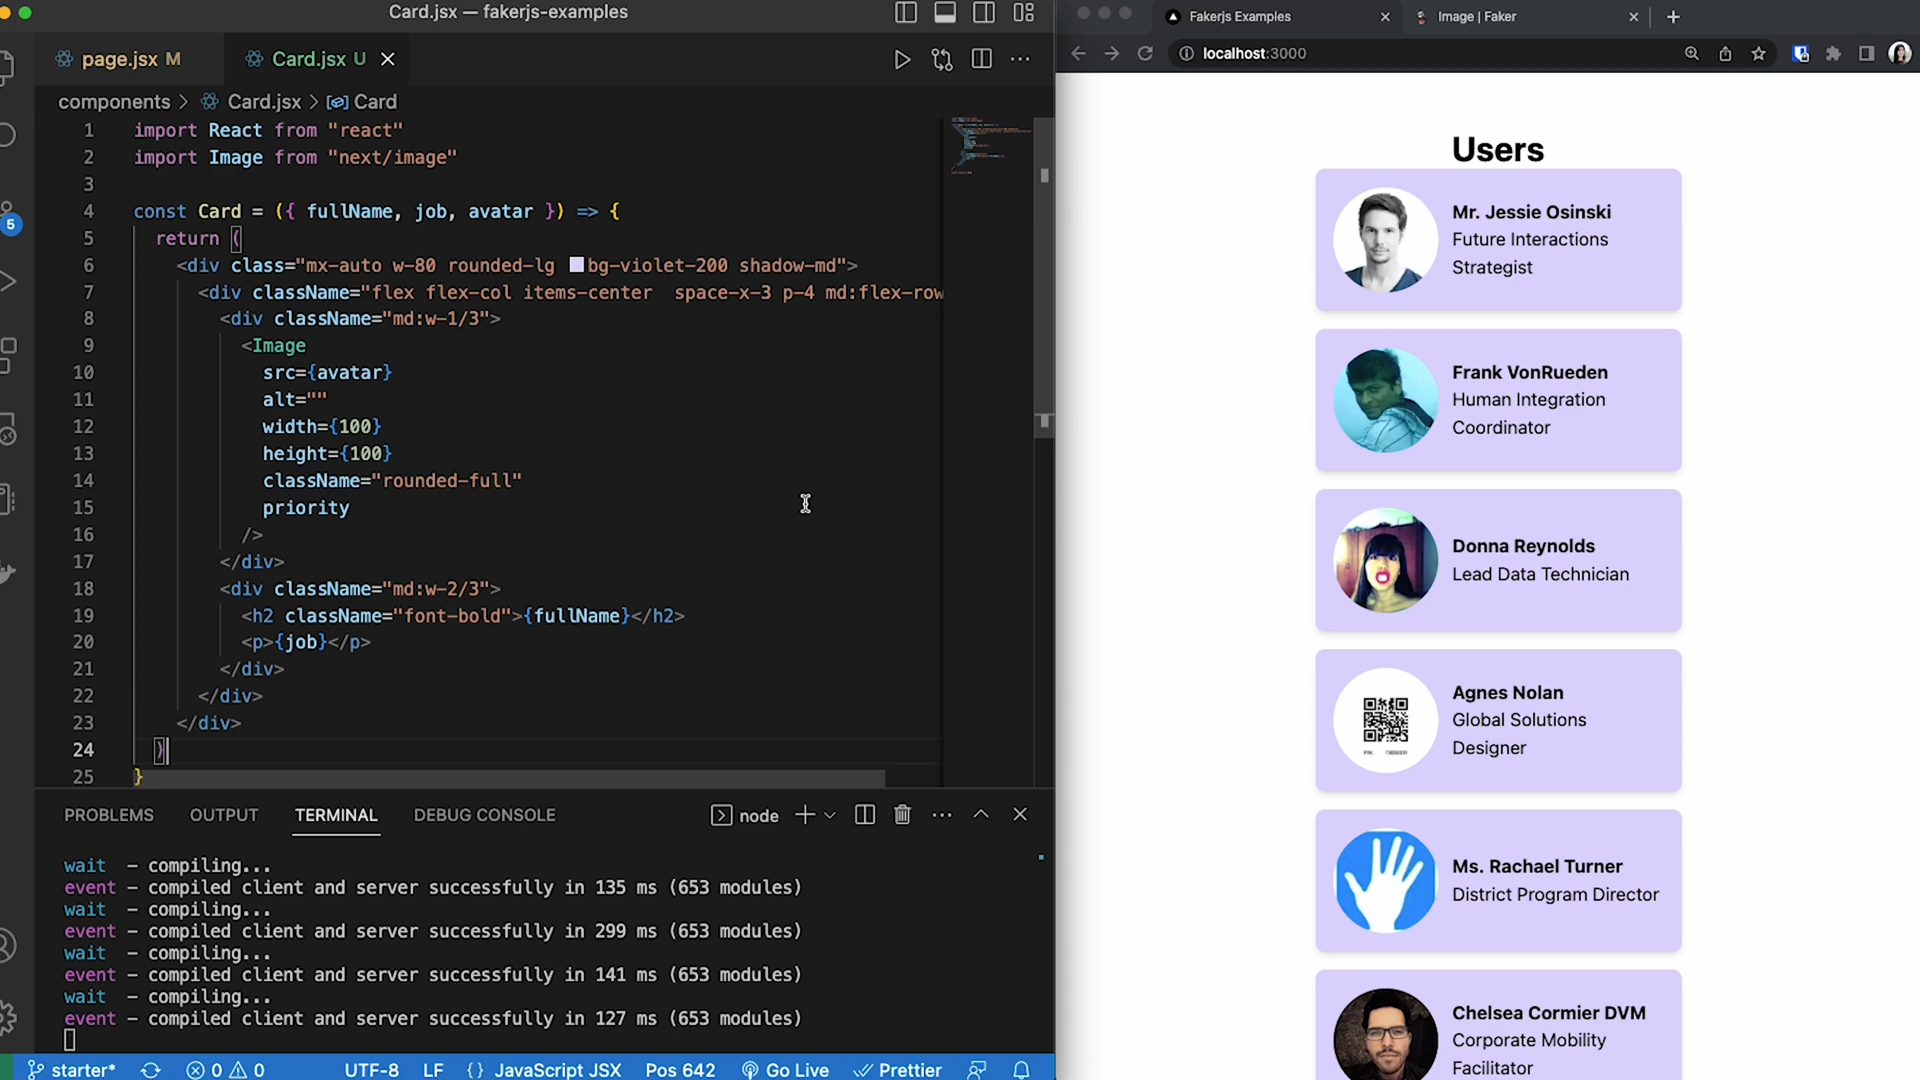 Card.jsx — fakerjs-examples
page.jsx M
Card.jsx U
components > Card.jsx > Card
1 import React from "react"
2 import Image from "next/image"
3
4 const Card = ({ fullName, job, avatar }) => {
5 return (
6 <div class="mx-auto w-80 rounded-lg bg-violet-200 shadow-md">
7 <div className="flex flex-col items-center  space-x-3 p-4 md:flex-row
8 <div className="md:w-1/3">
9 <Image
10 src={avatar}
11 alt=""
12 width={100}
13 height={100}
14 className="rounded-full"
15 priority
16 />
17 </div>
18 <div className="md:w-2/3">
19 <h2 className="font-bold">{fullName}</h2>
20 <p>{job}</p>
21 </div>
22 </div>
23 </div>
24 )
25 }
5
PROBLEMS OUTPUT TERMINAL DEBUG CONSOLE
node
wait – compiling...
event – compiled client and server successfully in 135 ms (653 modules)
wait – compiling...
event – compiled client and server successfully in 299 ms (653 modules)
wait – compiling...
event – compiled client and server successfully in 141 ms (653 modules)
wait – compiling...
event – compiled client and server successfully in 127 ms (653 modules)
starter* 0 0 UTF-8 LF {} JavaScript JSX Pos 642 Go Live Prettier
Fakerjs Examples
Image | Faker
localhost:3000
Users
Mr. Jessie Osinski
Future Interactions
Strategist
Frank VonRueden
Human Integration
Coordinator
Donna Reynolds
Lead Data Technician
Agnes Nolan
Global Solutions
Designer
Ms. Rachael Turner
District Program Director
Chelsea Cormier DVM
Corporate Mobility
Facilitator